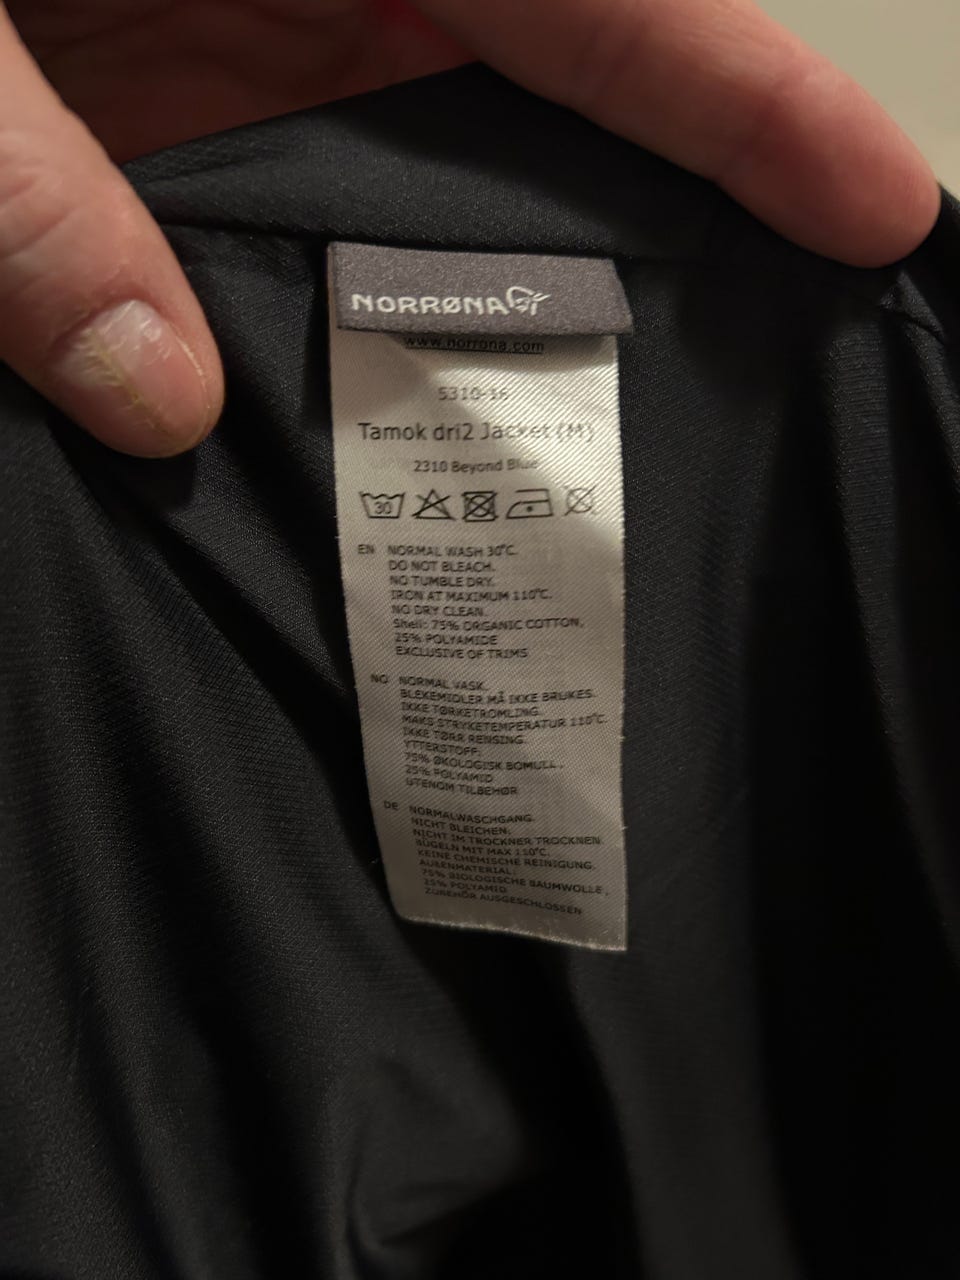 NORRØNA
www.norrona.com
5310-16
Tamok dri2 Jacket (M)
2310 Beyond Blue
30
EN NORMAL WASH 30°C.
DO NOT BLEACH.
NO TUMBLE DRY.
IRON AT MAXIMUM 110°C.
NO DRY CLEAN.
Shell: 75% ORGANIC COTTON,
25% POLYAMIDE
EXCLUSIVE OF TRIMS
NO NORMAL VASK.
BLEKEMIDLER MÅ IKKE BRUKES.
IKKE TØRKETROMLING.
MAKS STRYKETEMPERATUR 110°C.
IKKE TØRR RENSING.
YTTERSTOFF:
75% ØKOLOGISK BOMULL,
25% POLYAMID
UTENOM TILBEHØR
DE NORMALWASCHGANG.
NICHT BLEICHEN.
NICHT IM TROCKNER TROCKNEN.
BÜGELN MIT MAX 110°C.
KEINE CHEMISCHE REINIGUNG.
AUßENMATERIAL:
75% BIOLOGISCHE BAUMWOLLE,
25% POLYAMID
ZUBEHÖR AUSGESCHLOSSEN